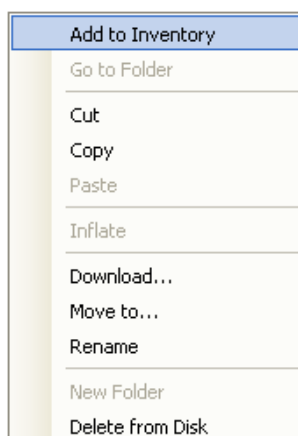 Add to Inventory
Go to Folder
Cut
Copy
Paste
Inflate
Download...
Move to...
Rename
New Folder
Delete from Disk